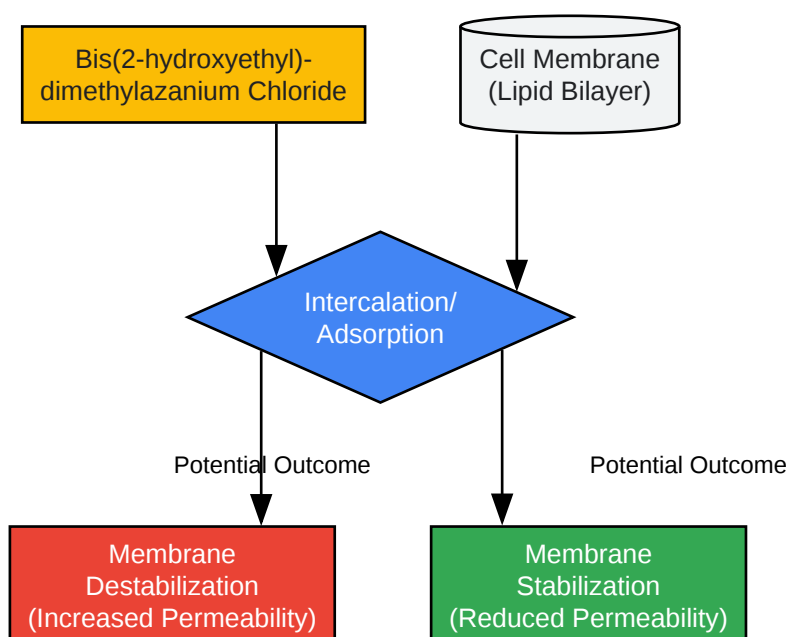 Bis(2-hydroxyethyl)-
dimethylazanium Chloride
Cell Membrane
(Lipid Bilayer)
Intercalation/
Adsorption
Potential Outcome
Potential Outcome
Membrane
Destabilization
(Increased Permeability)
Membrane
Stabilization
(Reduced Permeability)